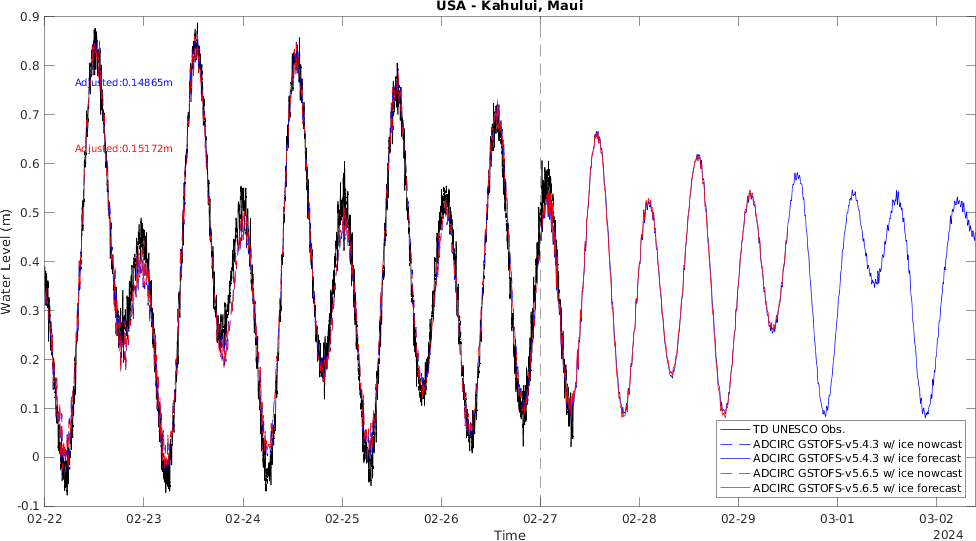 USA - Kahului, Maui
0.9
0.8
0.7
0.6
0.5
0.4
0.3
0.2
0.1
0
-0.1
Water Level (m)
Adjusted:0.14865m
Adjusted:0.15172m
TD UNESCO Obs.
ADCIRC GSTOFS-v5.4.3 w/ ice nowcast
ADCIRC GSTOFS-v5.4.3 w/ ice forecast
ADCIRC GSTOFS-v5.6.5 w/ ice nowcast
ADCIRC GSTOFS-v5.6.5 w/ ice forecast
02-22 02-23 02-24 02-25 02-26 02-27 02-28 02-29 03-01 03-02
Time
2024